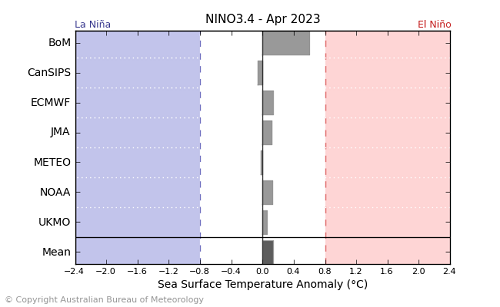 NINO3.4 - Apr 2023
La Niña
El Niño
BoM
CanSIPS
ECMWF
JMA
METEO
NOAA
UKMO
Mean
−2.4 −2.0 −1.6 −1.2 −0.8 −0.4 0.0 0.4 0.8 1.2 1.6 2.0 2.4
Sea Surface Temperature Anomaly (°C)
© Copyright Australian Bureau of Meteorology